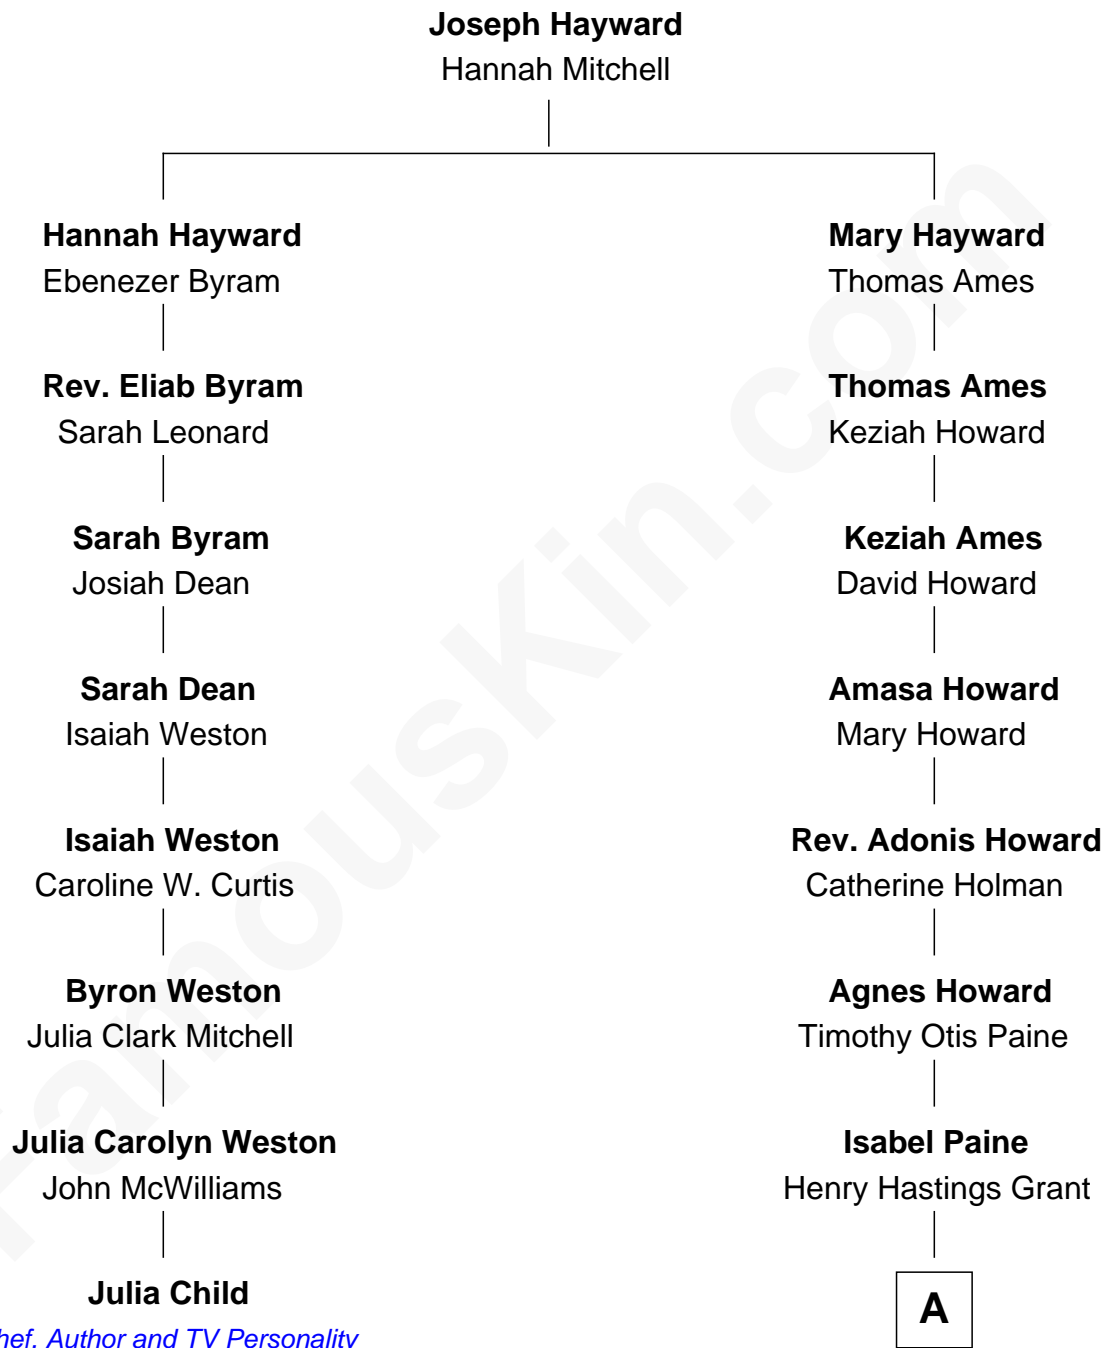 Joseph Hayward
Hannah Mitchell
Hannah Hayward
Ebenezer Byram
Rev. Eliab Byram
Sarah Leonard
Sarah Byram
Josiah Dean
Sarah Dean
Isaiah Weston
Isaiah Weston
Caroline W. Curtis
Byron Weston
Julia Clark Mitchell
Julia Carolyn Weston
John McWilliams
Julia Child
hef, Author and TV Personality
Mary Hayward
Thomas Ames
Thomas Ames
Keziah Howard
Keziah Ames
David Howard
Amasa Howard
Mary Howard
Rev. Adonis Howard
Catherine Holman
Agnes Howard
Timothy Otis Paine
Isabel Paine
Henry Hastings Grant
A
FamousKin.com